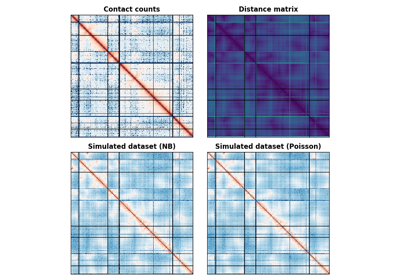 Contact counts
Distance matrix
Simulated dataset (NB)
Simulated dataset (Poisson)